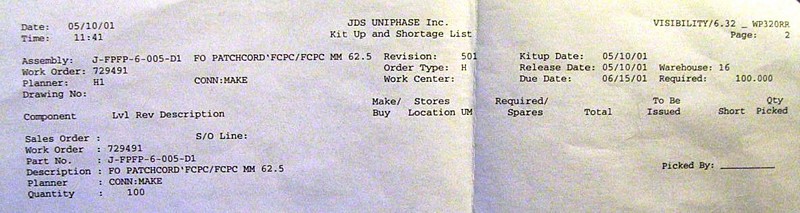 Date: 05/10/01 JDS UNIPHASE Inc. VISIBILITY/6.32 _ WP320RR
Time: 11:41 Kit Up and Shortage List Page: 2
Assembly: J-FPFP-6-005-D1 FO PATCHCORD'FCPC/FCPC MM 62.5 Revision: 501 Kitup Date: 05/10/01
Work Order: 729491 Order Type: H Release Date: 05/10/01 Warehouse: 16
Planner: H1 CONN:MAKE Work Center: Due Date: 06/15/01 Required: 100.000
Drawing No:
Make/ Stores Required/ To Be Qty
Component Lvl Rev Description Buy Location UM Spares Total Issued Short Picked
Sales Order : S/O Line:
Work Order : 729491
Part No. : J-FPFP-6-005-D1
Description : FO PATCHCORD'FCPC/FCPC MM 62.5 Picked By: __________
Planner : CONN:MAKE
Quantity : 100